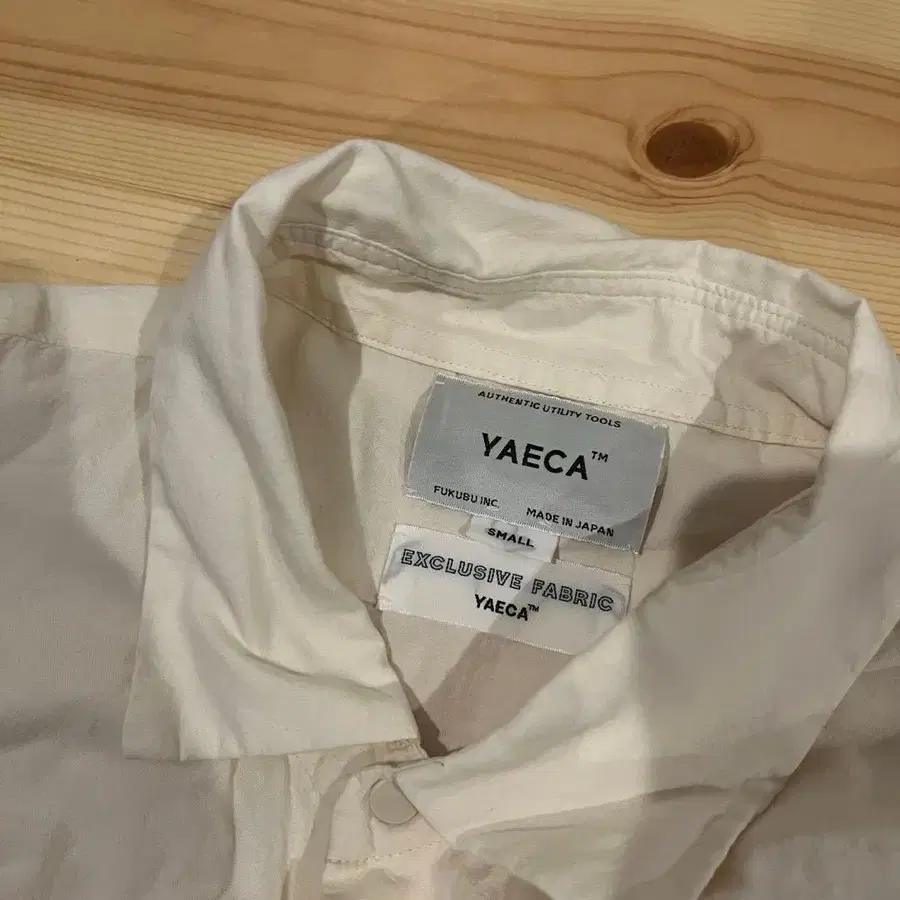 AUTHENTIC UTILITY TOOLS
YAECA™
FUKUBU INC. MADE IN JAPAN
SMALL
EXCLUSIVE FABRIC
YAECA™